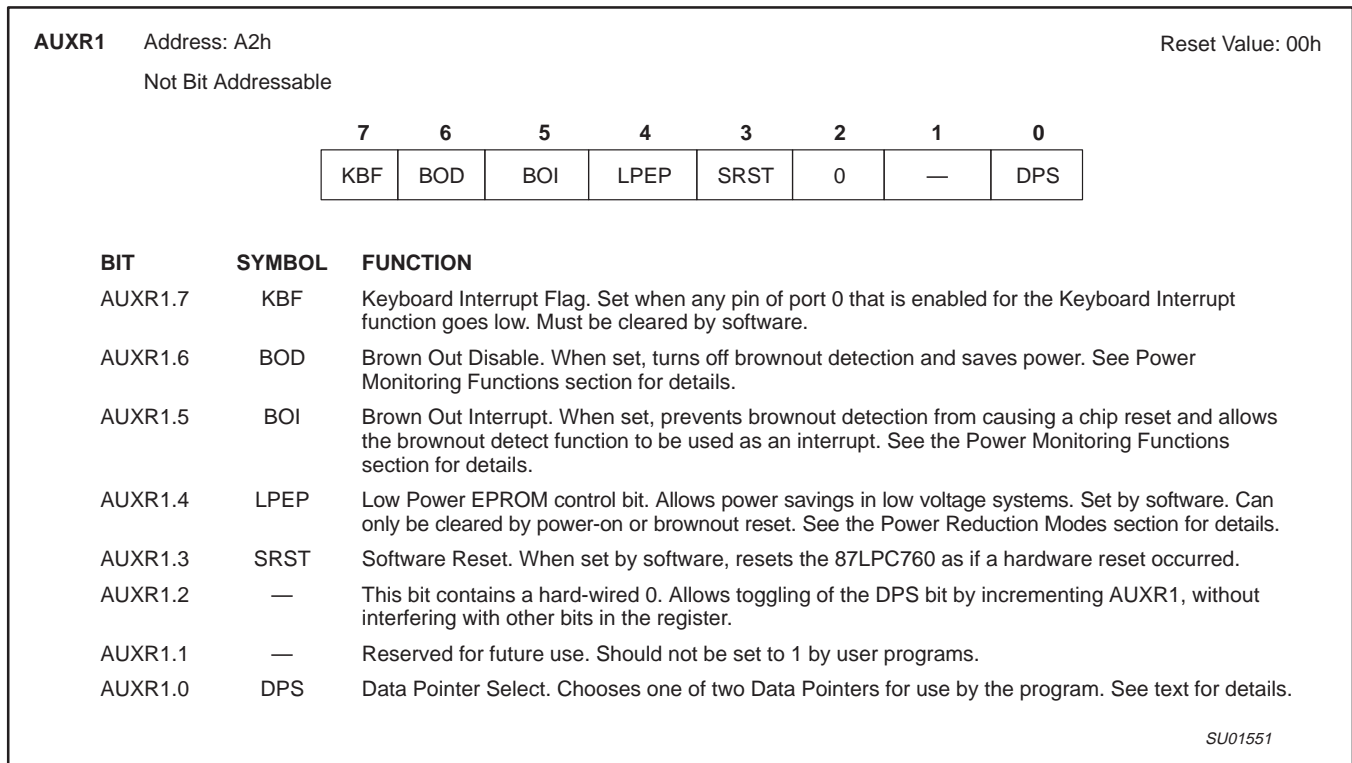 AUXR1 Address: A2h Reset Value: 00h
Not Bit Addressable
7 6 5 4 3 2 1 0
KBF BOD BOI LPEP SRST 0 — DPS
BIT SYMBOL FUNCTION
AUXR1.7 KBF Keyboard Interrupt Flag. Set when any pin of port 0 that is enabled for the Keyboard Interrupt
function goes low. Must be cleared by software.
AUXR1.6 BOD Brown Out Disable. When set, turns off brownout detection and saves power. See Power
Monitoring Functions section for details.
AUXR1.5 BOI Brown Out Interrupt. When set, prevents brownout detection from causing a chip reset and allows
the brownout detect function to be used as an interrupt. See the Power Monitoring Functions
section for details.
AUXR1.4 LPEP Low Power EPROM control bit. Allows power savings in low voltage systems. Set by software. Can
only be cleared by power-on or brownout reset. See the Power Reduction Modes section for details.
AUXR1.3 SRST Software Reset. When set by software, resets the 87LPC760 as if a hardware reset occurred.
AUXR1.2 — This bit contains a hard-wired 0. Allows toggling of the DPS bit by incrementing AUXR1, without
interfering with other bits in the register.
AUXR1.1 — Reserved for future use. Should not be set to 1 by user programs.
AUXR1.0 DPS Data Pointer Select. Chooses one of two Data Pointers for use by the program. See text for details.
SU01551